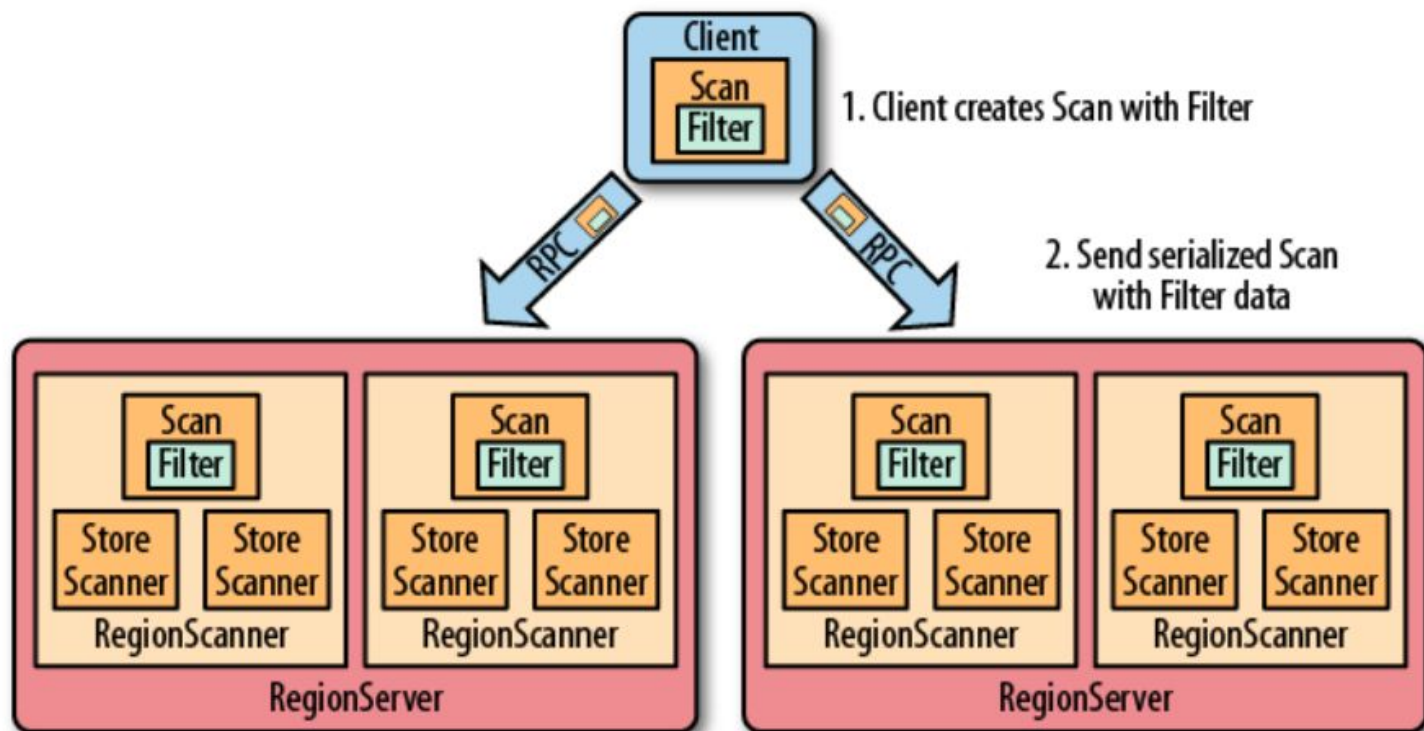 Client
Scan
Filter
1. Client creates Scan with Filter
RPC
RPC
2. Send serialized Scan
with Filter data
Scan
Filter
Store
Scanner
Store
Scanner
RegionScanner
Scan
Filter
Store
Scanner
Store
Scanner
RegionScanner
RegionServer
Scan
Filter
Store
Scanner
Store
Scanner
RegionScanner
Scan
Filter
Store
Scanner
Store
Scanner
RegionScanner
RegionServer